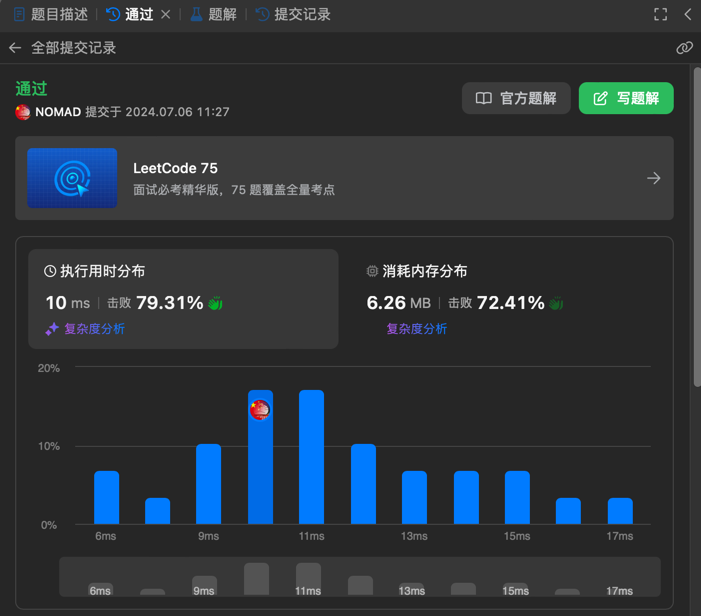 题目描述 通过 题解 提交记录
全部提交记录
通过
NOMAD 提交于 2024.07.06 11:27
官方题解 写题解
LeetCode 75
面试必考精华版，75 题覆盖全量考点
执行用时分布 消耗内存分布
10 ms 击败 79.31% 6.26 MB 击败 72.41%
复杂度分析 复杂度分析
20%
10%
0%
6ms 9ms 11ms 13ms 15ms 17ms
6ms 9ms 11ms 13ms 15ms 17ms